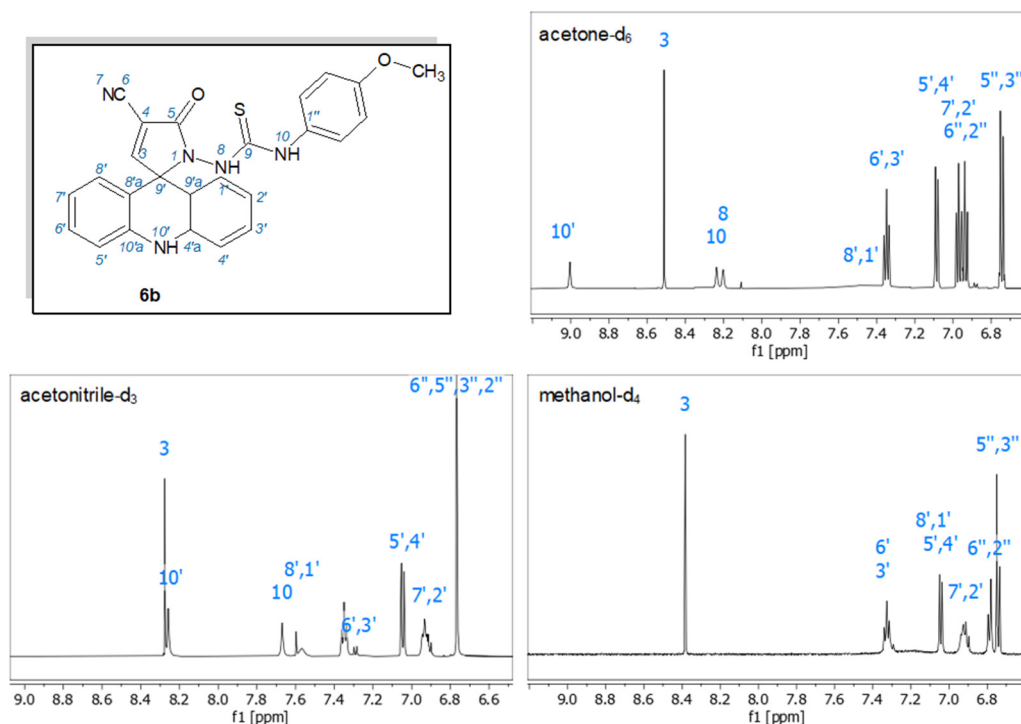 7
6
NC
4
O
5
3
1
N
8
NH
S
9
10
NH
1''
O
CH3
8'
8'a
9'
9'a
1'
2'
7'
6'
3'
10'
NH
10'a
4'a
5'
4'
6b
acetone-d6
3
10'
8
10
8',1'
6',3'
5',4'
7',2'
6'',2''
5'',3''
9.0 8.8 8.6 8.4 8.2 8.0 7.8 7.6 7.4 7.2 7.0 6.8
f1 [ppm]
acetonitrile-d3
3
10'
8',1'
10
6',3'
5',4'
7',2'
6'',5'',3'',2''
9.0 8.8 8.6 8.4 8.2 8.0 7.8 7.6 7.4 7.2 7.0 6.8 6.6
f1 [ppm]
methanol-d4
3
6'
3'
8',1'
5',4'
7',2'
6'',2''
5'',3''
9.0 8.8 8.6 8.4 8.2 8.0 7.8 7.6 7.4 7.2 7.0 6.8
f1 [ppm]